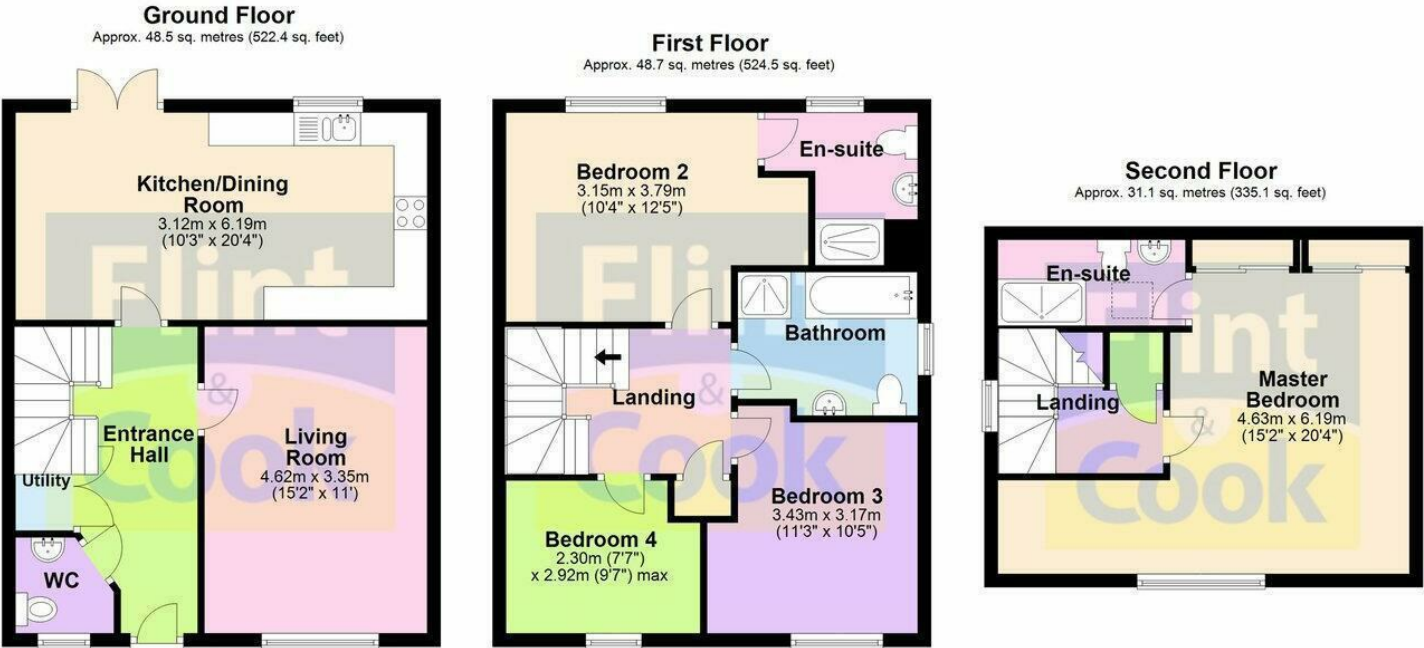 Ground Floor
Approx. 48.5 sq. metres (522.4 sq. feet)
Kitchen/Dining
Room
3.12m x 6.19m
(10'3" x 20'4")
Flint
&
Cook
Entrance
Hall
Living
Room
4.62m x 3.35m
(15'2" x 11')
Utility
WC
First Floor
Approx. 48.7 sq. metres (524.5 sq. feet)
Bedroom 2
3.15m x 3.79m
(10'4" x 12'5")
En-suite
Flint
&
Cook
Bathroom
Landing
Bedroom 3
3.43m x 3.17m
(11'3" x 10'5")
Bedroom 4
2.30m (7'7")
x 2.92m (9'7") max
Second Floor
Approx. 31.1 sq. metres (335.1 sq. feet)
En-suite
Flint
&
Cook
Landing
Master
Bedroom
4.63m x 6.19m
(15'2" x 20'4")